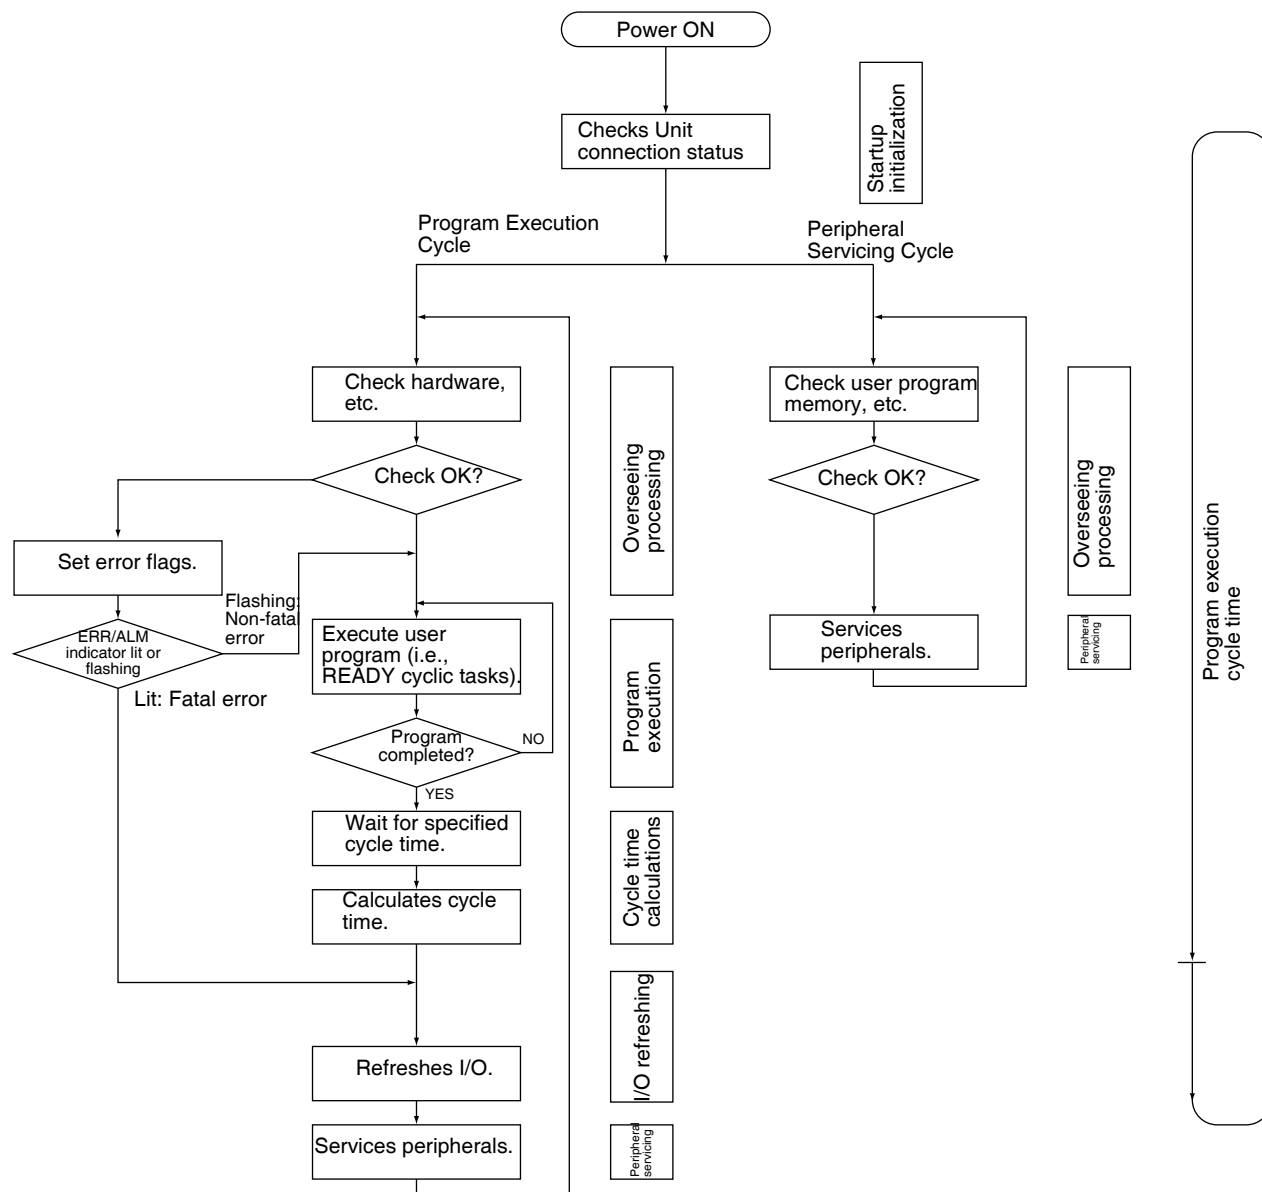 Power ON
Checks Unit
connection status
Startup
initialization
Program Execution
Cycle
Peripheral
Servicing Cycle
Check hardware,
etc.
Check OK?
Set error flags.
Flashing:
Non-fatal
error
ERR/ALM
indicator lit or
flashing
Lit: Fatal error
Execute user
program (i.e.,
READY cyclic tasks).
Program
completed?
NO
YES
Wait for specified
cycle time.
Calculates cycle
time.
Refreshes I/O.
Services peripherals.
Overseeing
processing
Program
execution
Cycle time
calculations
I/O refreshing
Peripheral
servicing
Check user program
memory, etc.
Check OK?
Services
peripherals.
Overseeing
processing
Peripheral
servicing
Program execution
cycle time